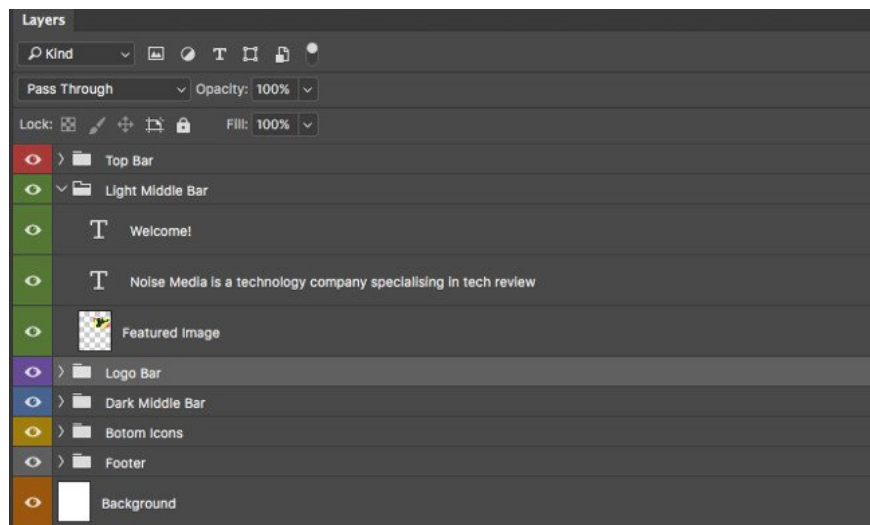 Layers
Kind
Pass Through Opacity: 100%
Lock: Fill: 100%
Top Bar
Light Middle Bar
T Welcome!
T Noise Media is a technology company specialising in tech review
Featured Image
Logo Bar
Dark Middle Bar
Botom Icons
Footer
Background